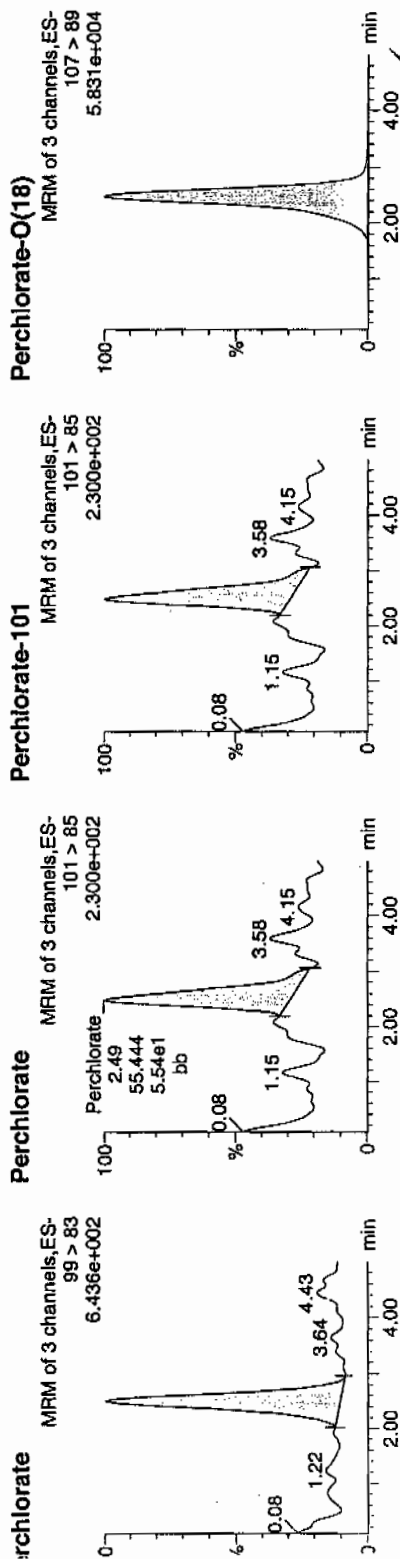 erchlorate
MRM of 3 channels,ES-
99 > 83
6.436e+002
0
%
0
0.08
1.22
3.64
4.43
2.00
4.00
min
Perchlorate
MRM of 3 channels,ES-
101 > 85
2.300e+002
100
%
0
Perchlorate
2.49
55.444
5.54e1
bb
0.08
1.15
3.58
4.15
2.00
4.00
min
Perchlorate-101
MRM of 3 channels,ES-
101 > 85
2.300e+002
100
%
0
0.08
1.15
3.58
4.15
2.00
4.00
min
Perchlorate-O(18)
MRM of 3 channels,ES-
107 > 89
5.831e+004
100
%
0
2.00
4.00
min